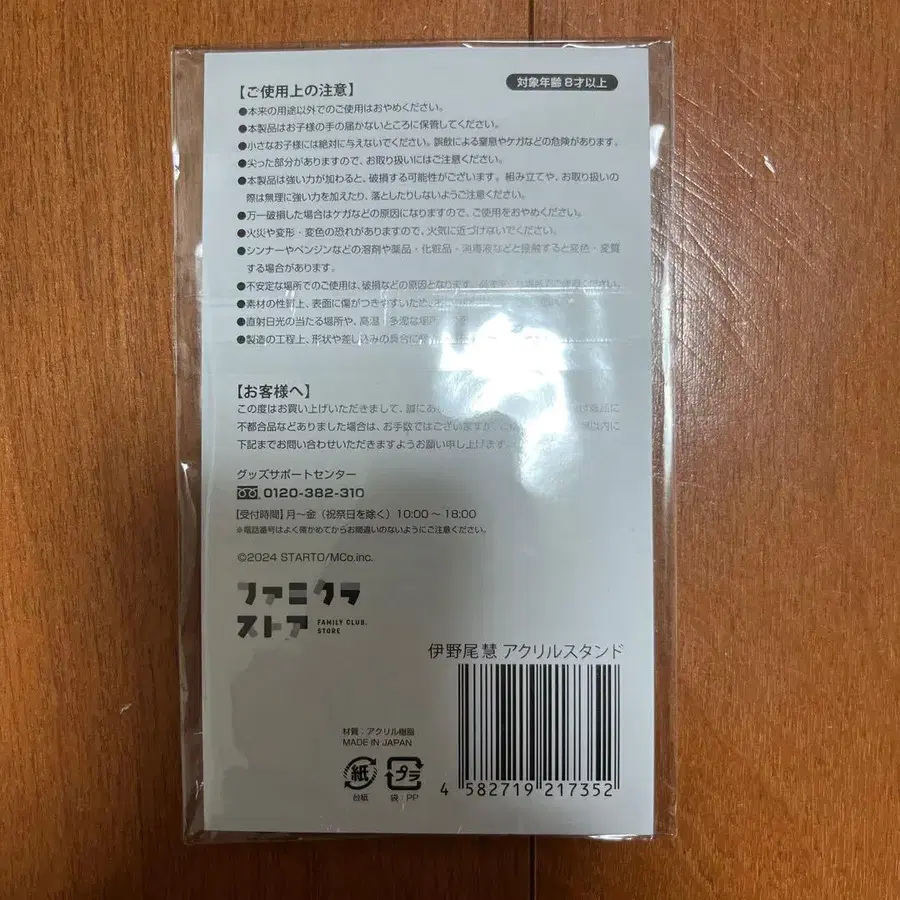 【ご使用上の注意】
対象年齢8才以上
●本来の用途以外でのご使用はおやめください。
●本製品はお子様の手の届かないところに保管してください。
●小さなお子様には絶対に与えないでください。誤飲による窒息やケガなどの危険があります。
●尖った部分がありますので、お取り扱いにはご注意ください。
●本製品は強い力が加わると、破損する可能性がございます。組み立てや、お取り扱いの
際は無理に強い力を加えたり、落としたりしないようご注意ください。
●万一破損した場合はケガなどの原因になりますので、ご使用をおやめください。
●火災や変形・変色の恐れがありますので、火気に近づけないでください。
●シンナーやベンジンなどの溶剤や薬品・化粧品・消毒液などと接触すると変色・変質
する場合があります。
●不安定な場所でのご使用は、破損などの原因となります。
●素材の性質上、表面に傷がつきやすいため、
●直射日光の当たる場所や、高温・多湿な場所
●製造の工程上、形状や差し込みの具合に
【お客様へ】
この度はお買い上げいただきまして、誠にあ
不都合品などありました場合は、お手数ではございますが、 以内に
下記までお問い合わせいただきますようお願い申し上げます。
グッズサポートセンター
0120-382-310
【受付時間】月～金（祝祭日を除く）10:00～18:00
※電話番号はよく確かめてからお間違いのないようにご注意ください。
©2024 STARTO/MCo.inc.
ファミクラ
ストア FAMILY CLUB. STORE
伊野尾慧 アクリルスタンド
材質：アクリル樹脂
MADE IN JAPAN
紙 プラ
台紙 袋：PP
4 582719 217352